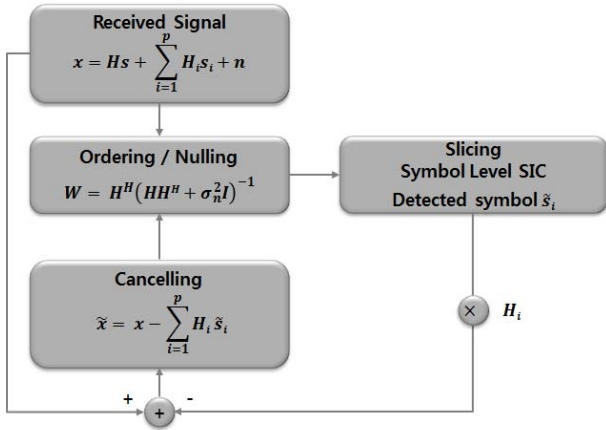 Received Signal
x = Hs + ∑_{i=1}^{p} H_i s_i + n
Ordering / Nulling
W = H^H (HH^H + σ_n^2 I)^{-1}
Slicing
Symbol Level SIC
Detected symbol s̃_i
Cancelling
x̃ = x − ∑_{i=1}^{p} H_i s̃_i
× H_i
+ -
+